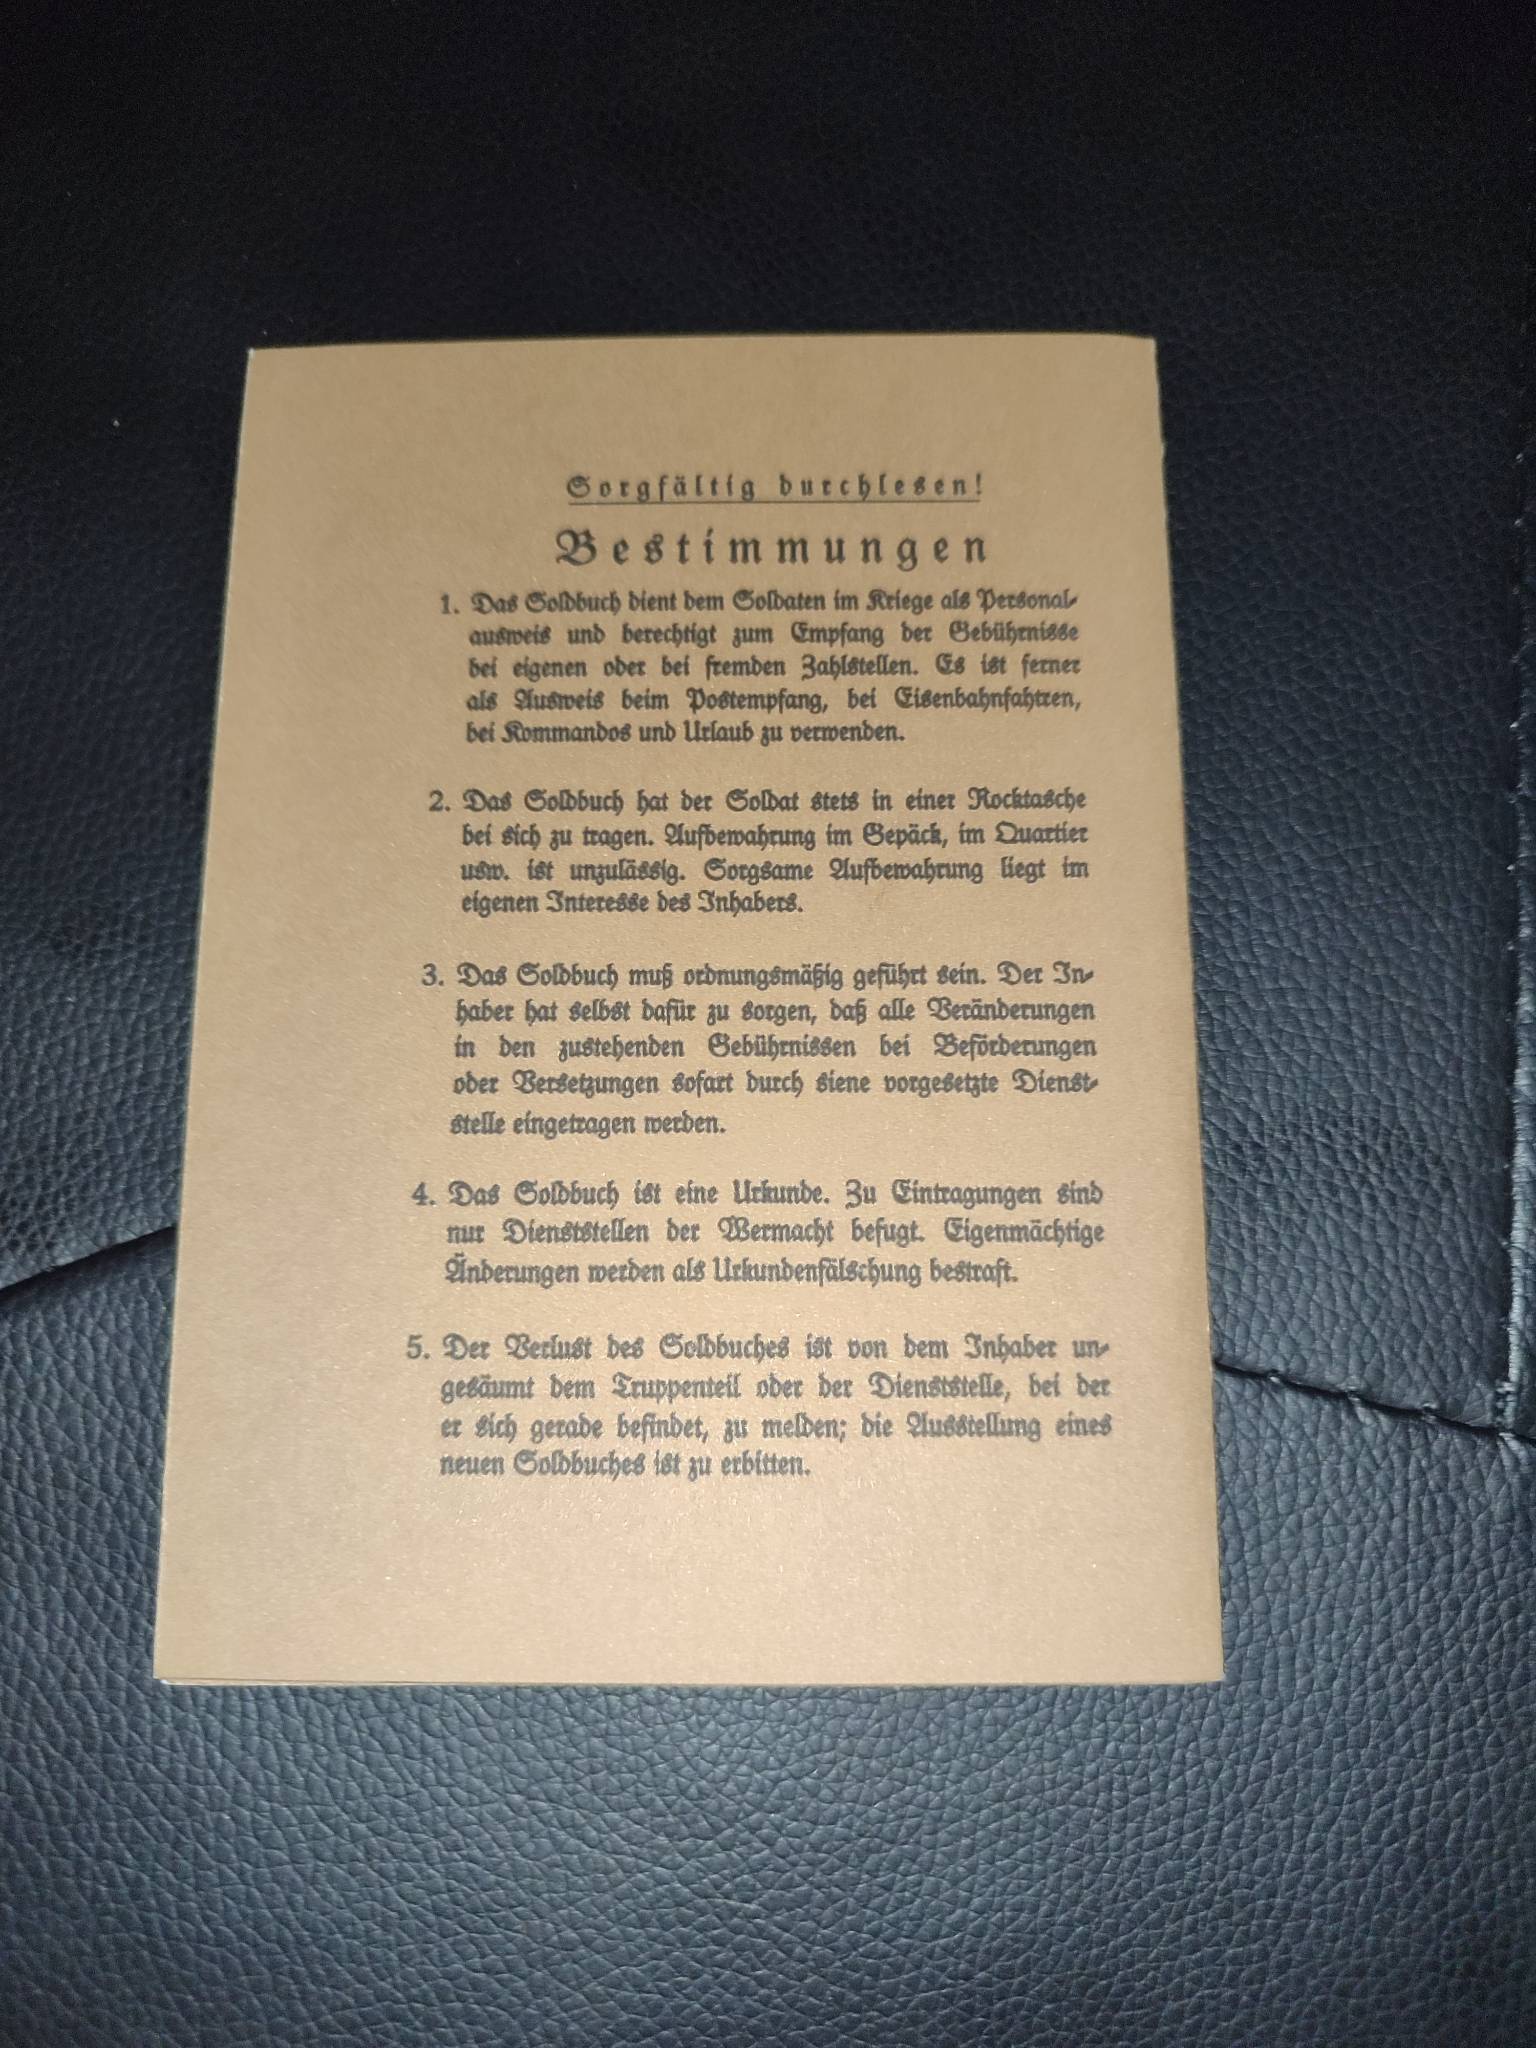 Sorgfältig durchlesen!
Bestimmungen
1. Das Soldbuch dient dem Soldaten im Kriege als Personal-
ausweis und berechtigt zum Empfang der Gebührnisse
bei eigenen oder bei fremden Zahlstellen. Es ist ferner
als Ausweis beim Postempfang, bei Eisenbahnfahrten,
bei Kommandos und Urlaub zu verwenden.
2. Das Soldbuch hat der Soldat stets in einer Rocktasche
bei sich zu tragen. Aufbewahrung im Gepäck, im Quartier
usw. ist unzulässig. Sorgsame Aufbewahrung liegt im
eigenen Interesse des Inhabers.
3. Das Soldbuch muß ordnungsmäßig geführt sein. Der In-
haber hat selbst dafür zu sorgen, daß alle Veränderungen
in den zustehenden Gebührnissen bei Beförderungen
oder Versetzungen sofart durch siene vorgesetzte Dienst-
stelle eingetragen werden.
4. Das Soldbuch ist eine Urkunde. Zu Eintragungen sind
nur Dienststellen der Wermacht befugt. Eigenmächtige
Änderungen werden als Urkundenfälschung bestraft.
5. Der Verlust des Soldbuches ist von dem Inhaber un-
gesäumt dem Truppenteil oder der Dienststelle, bei der
er sich gerade befindet, zu melden; die Ausstellung eines
neuen Soldbuches ist zu erbitten.